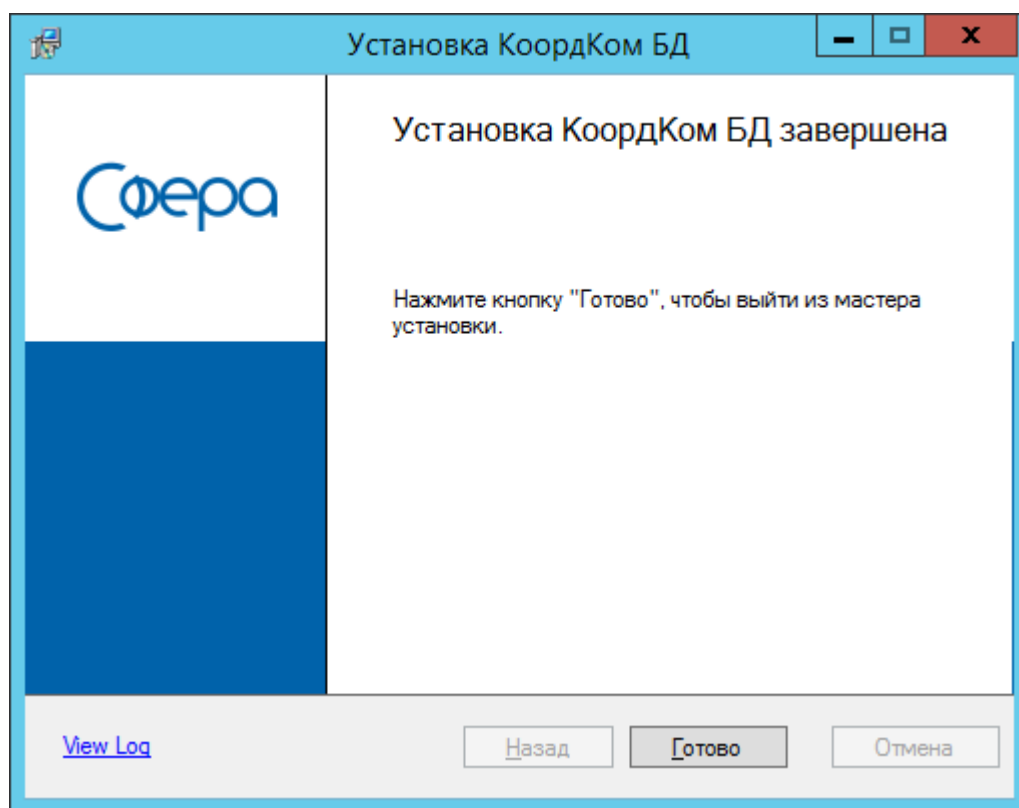 Установка КоордКом БД
Сфера
Установка КоордКом БД завершена
Нажмите кнопку "Готово", чтобы выйти из мастера
установки.
View Log
Назад
Готово
Отмена